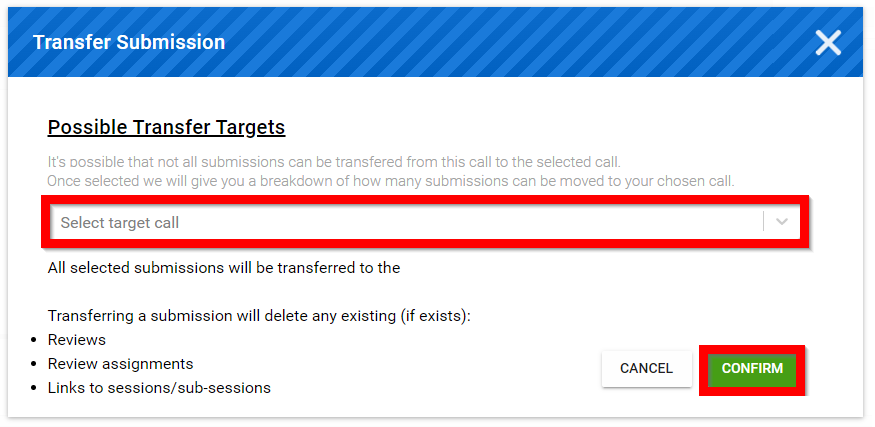 Transfer Submission
Possible Transfer Targets
It's possible that not all submissions can be transfered from this call to the selected call.
Once selected we will give you a breakdown of how many submissions can be moved to your chosen call.
Select target call
All selected submissions will be transferred to the
Transferring a submission will delete any existing (if exists):
Reviews
Review assignments
Links to sessions/sub-sessions
CANCEL
CONFIRM